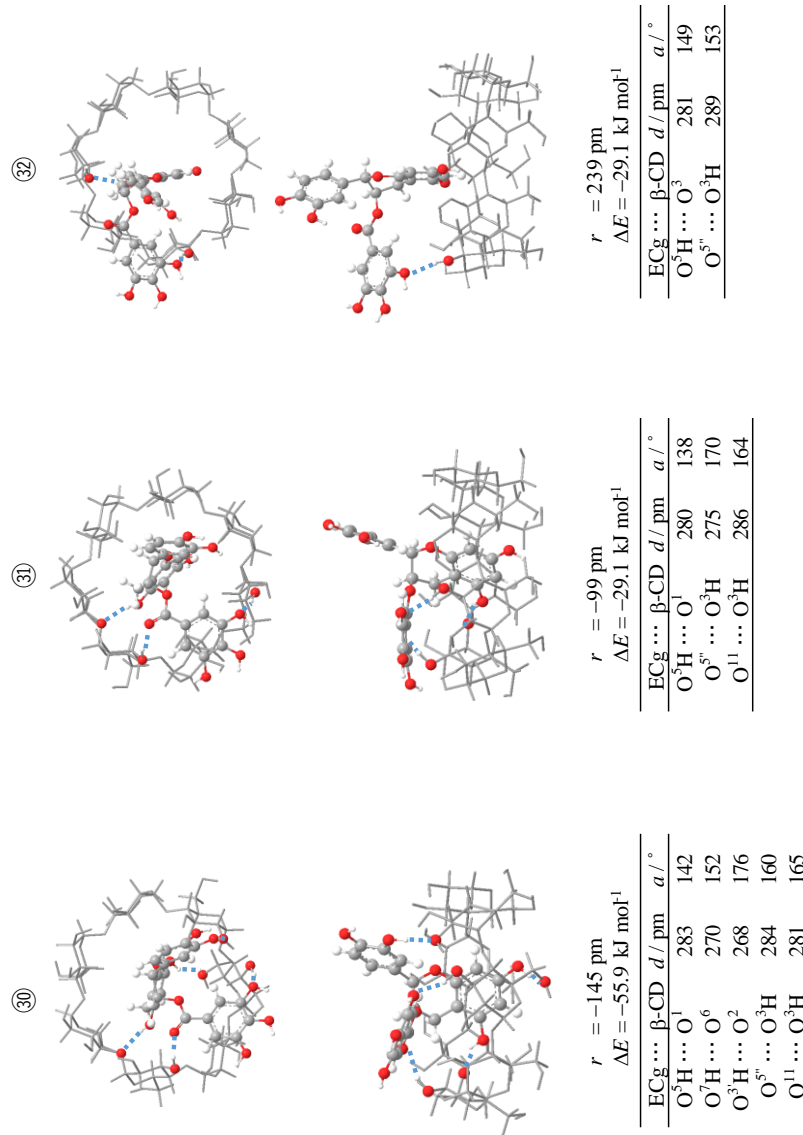 ㉚
r = −145 pm
ΔE = −55.9 kJ mol⁻¹
ECg ··· β-CD d / pm a / °
O⁵H ··· O¹ 283 142
O⁷H ··· O⁶ 270 152
O³'H ··· O² 268 176
O⁵'' ··· O³H 284 160
O¹¹ ··· O³H 281 165
㉛
r = −99 pm
ΔE = −29.1 kJ mol⁻¹
ECg ··· β-CD d / pm a / °
O⁵H ··· O¹ 280 138
O⁵'' ··· O³H 275 170
O¹¹ ··· O³H 286 164
㉜
r = 239 pm
ΔE = −29.1 kJ mol⁻¹
ECg ··· β-CD d / pm a / °
O⁵H ··· O³ 281 149
O⁵'' ··· O³H 289 153